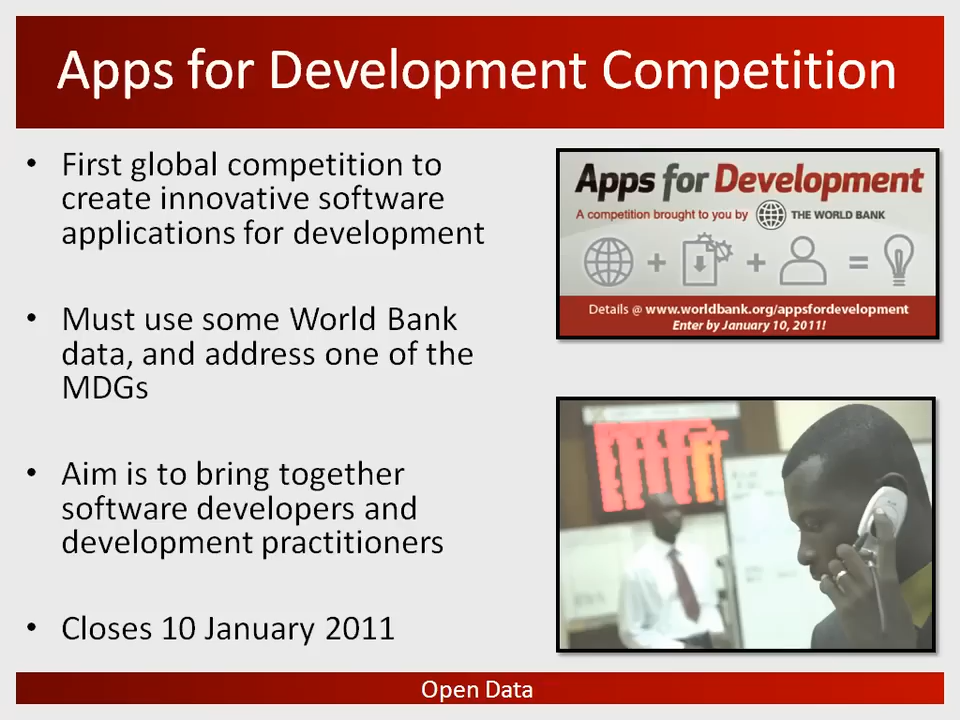 Apps for Development Competition
• First global competition to
create innovative software
applications for development
• Must use some World Bank
data, and address one of the
MDGs
• Aim is to bring together
software developers and
development practitioners
• Closes 10 January 2011
Apps for Development
A competition brought to you by THE WORLD BANK
+ + =
Details @ www.worldbank.org/appsfordevelopment
Enter by January 10, 2011!
Open Data